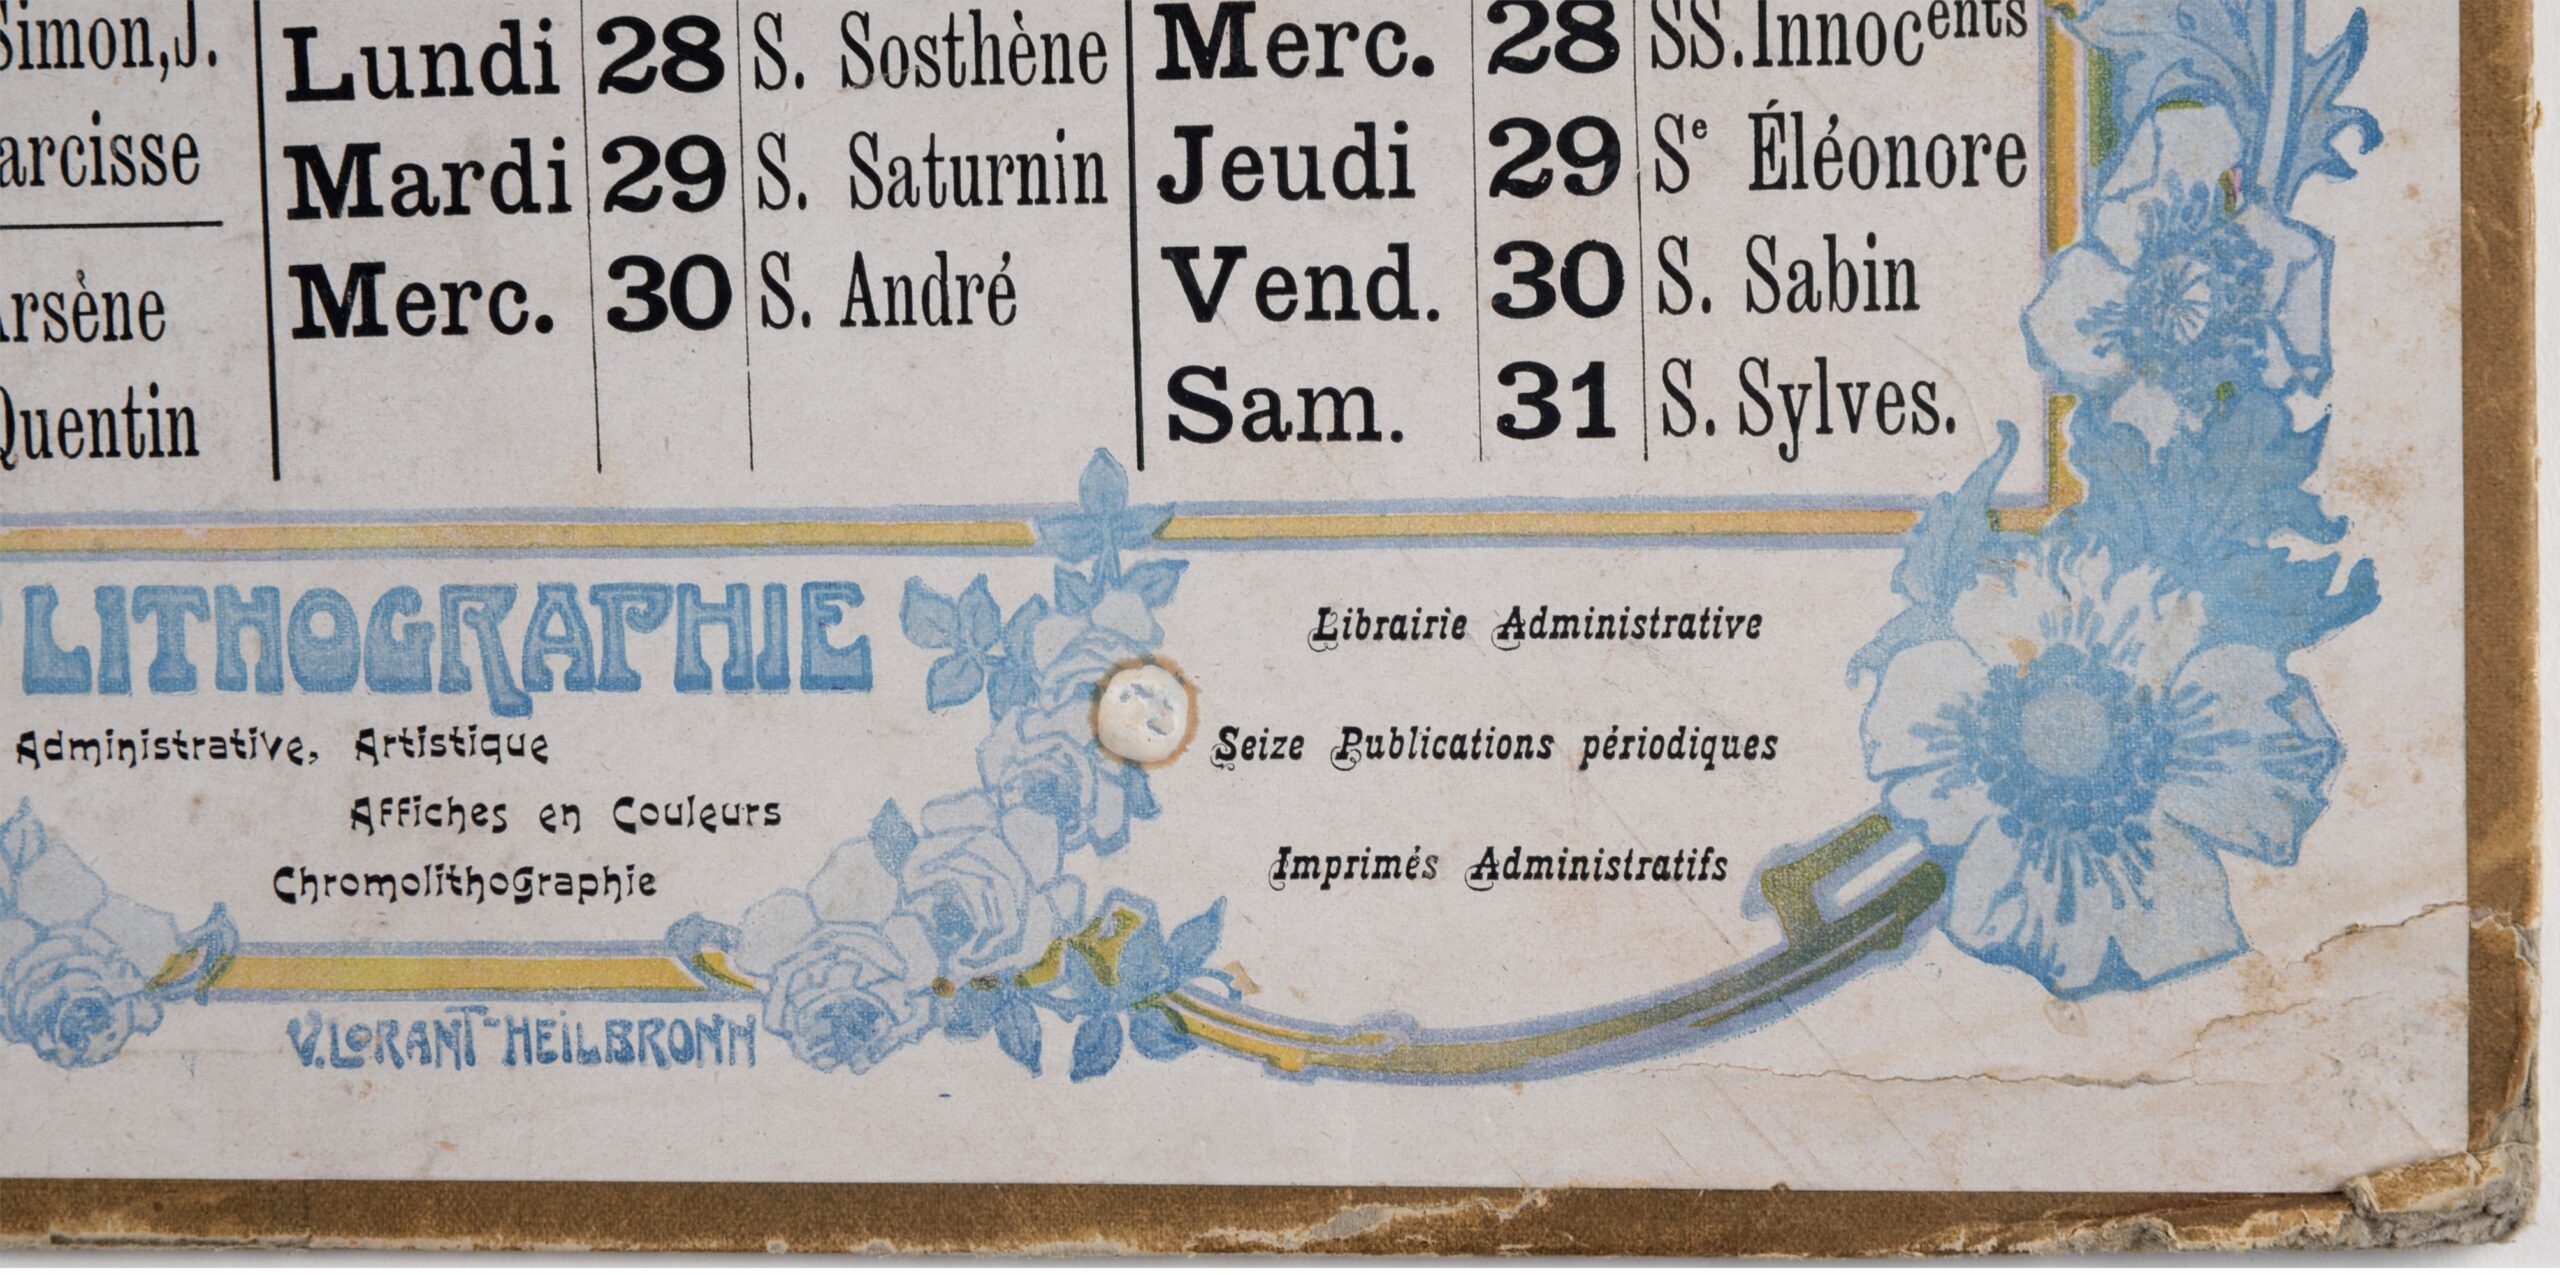 Simon, J.
arcisse
Arsène
Quentin
Lundi 28 S. Sosthène
Mardi 29 S. Saturnin
Merc. 30 S. André
Merc. 28 SS. Innocents
Jeudi 29 Se Éléonore
Vend. 30 S. Sabin
Sam. 31 S. Sylves.
LITHOGRAPHIE
Administrative, Artistique
Affiches en Couleurs
Chromolithographie
V. LORANT-HEILBRONN
Librairie Administrative
Seize Publications périodiques
Imprimés Administratifs